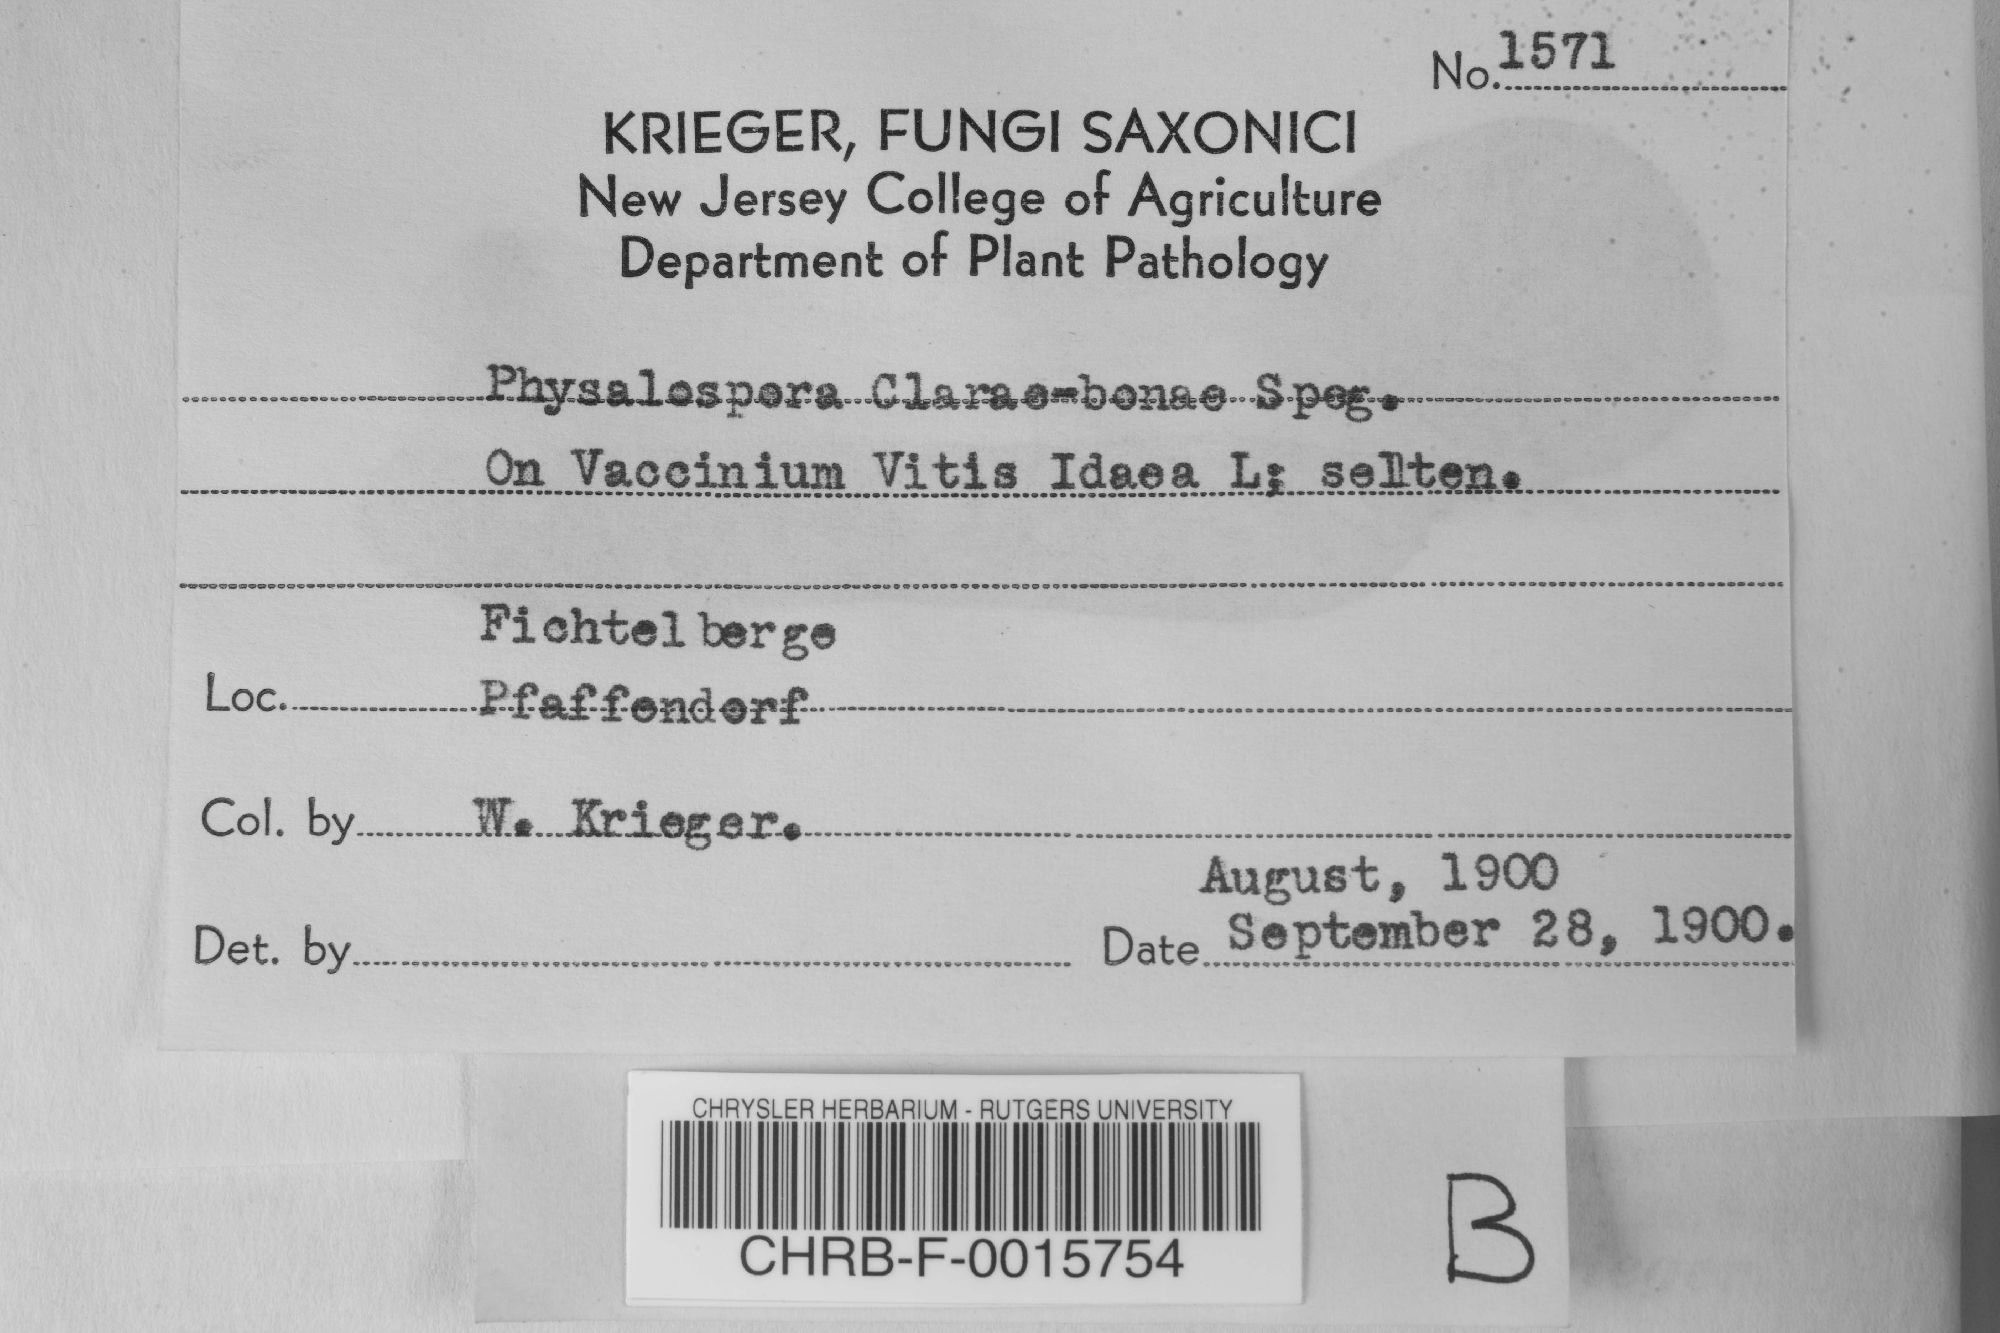 No. 1571
KRIEGER, FUNGI SAXONICI
New Jersey College of Agriculture
Department of Plant Pathology
Physalospora Clarae-bonae Speg.
On Vaccinium Vitis Idaea L; selten.
Fichtelberge
Loc. Pfaffendorf
Col. by W. Krieger.
August, 1900
Det. by Date September 28, 1900.
CHRYSLER HERBARIUM - RUTGERS UNIVERSITY
CHRB-F-0015754
B